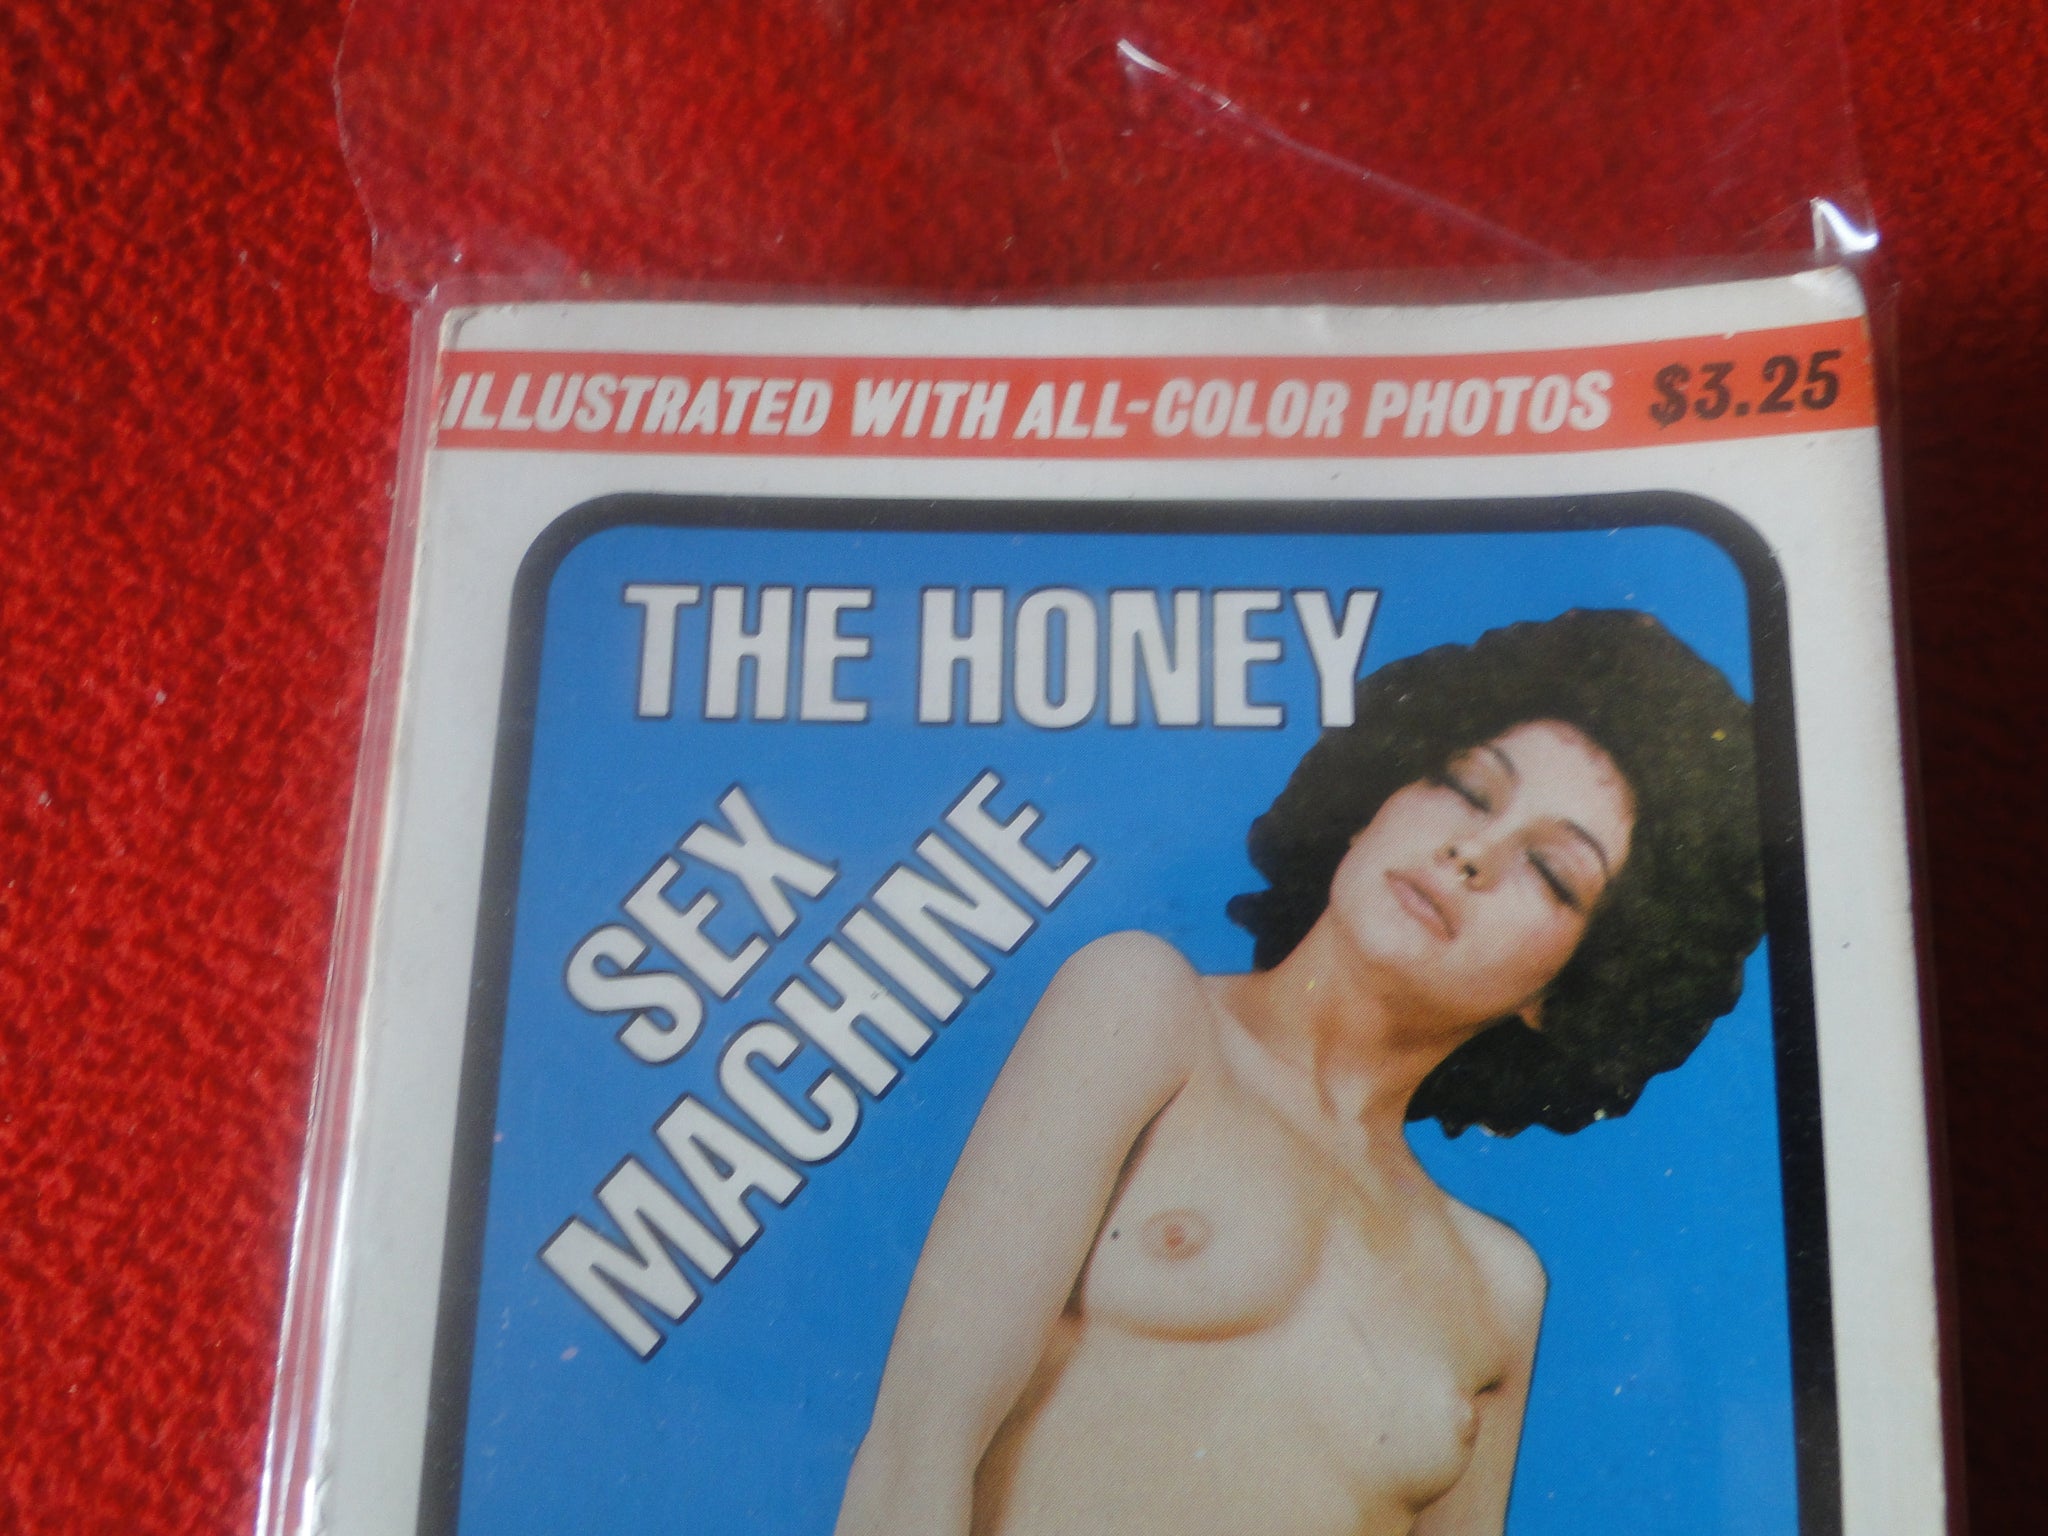 ILLUSTRATED WITH ALL-COLOR PHOTOS $3.25
THE HONEY
SEX
MACHINE